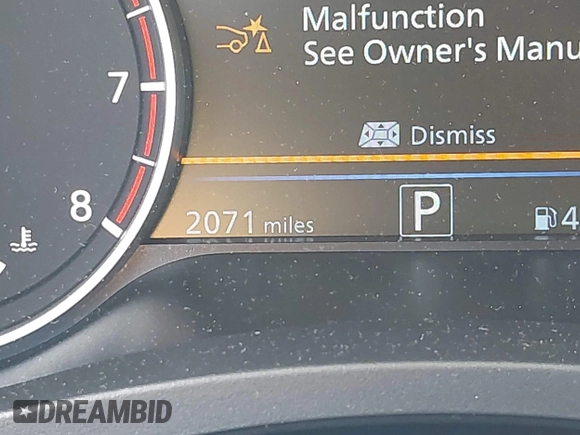 Malfunction
See Owner's Manu
7
Dismiss
8
2071 miles
P
4
DREAMBID